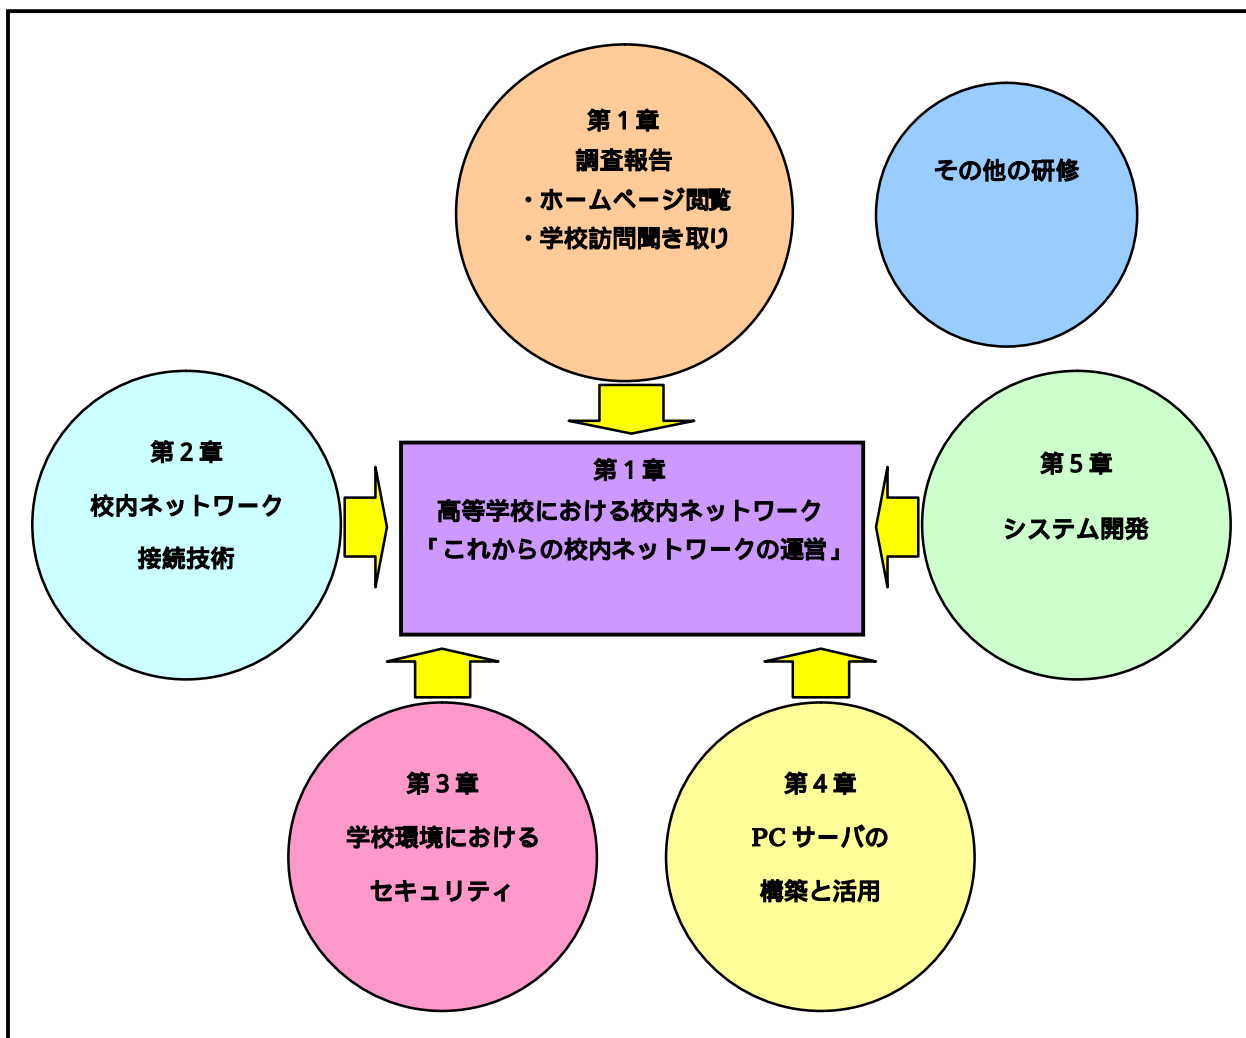 第１章
調査報告
・ホームページ閲覧
・学校訪問聞き取り
その他の研修
第２章
校内ネットワーク
接続技術
第１章
高等学校における校内ネットワーク
「これからの校内ネットワークの運営」
第５章
システム開発
第３章
学校環境における
セキュリティ
第４章
PC サーバの
構築と活用